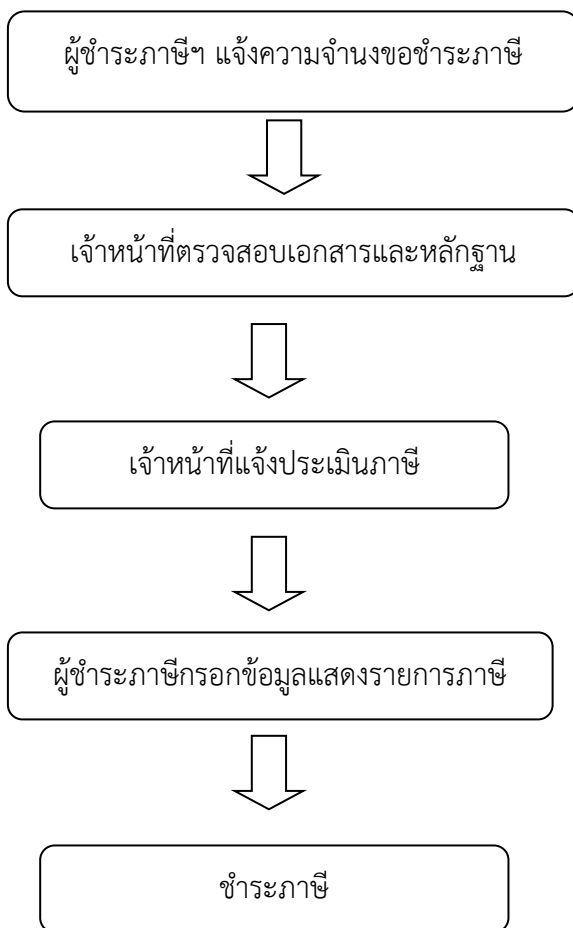 ผู้ชำระภาษีฯ แจ้งความจำนงขอชำระภาษี
เจ้าหน้าที่ตรวจสอบเอกสารและหลักฐาน
เจ้าหน้าที่แจ้งประเมินภาษี
ผู้ชำระภาษีกรอกข้อมูลแสดงรายการภาษี
ชำระภาษี